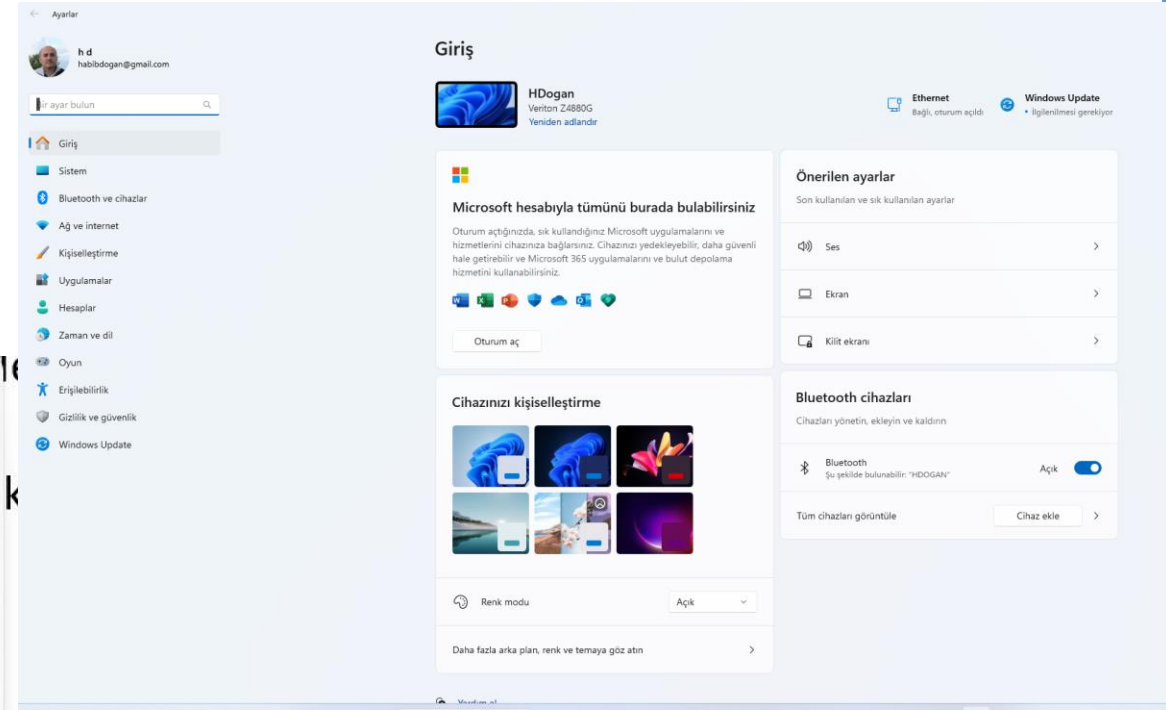 Ayarlar
h d
habibdogan@gmail.com
bir ayar bulun
Giriş
Sistem
Bluetooth ve cihazlar
Ağ ve internet
Kişiselleştirme
Uygulamalar
Hesaplar
Zaman ve dil
Oyun
Erişilebilirlik
Gizlilik ve güvenlik
Windows Update
Giriş
HDogan
Veriton Z4880G
Yeniden adlandır
Ethernet
Bağlı, oturum açıldı
Windows Update
• İlgilenilmesi gerekiyor
Microsoft hesabıyla tümünü burada bulabilirsiniz
Oturum açtığınızda, sık kullandığınız Microsoft uygulamalarını ve
hizmetlerini cihazınıza bağlarsınız. Cihazınızı yedekleyebilir, daha güvenli
hale getirebilir ve Microsoft 365 uygulamalarını ve bulut depolama
hizmetini kullanabilirsiniz.
Oturum aç
Cihazınızı kişiselleştirme
Renk modu
Açık
Daha fazla arka plan, renk ve temaya göz atın
Önerilen ayarlar
Son kullanılan ve sık kullanılan ayarlar
Ses
Ekran
Kilit ekranı
Bluetooth cihazları
Cihazları yönetin, ekleyin ve kaldırın
Bluetooth
Şu şekilde bulunabilir: "HDOGAN"
Açık
Tüm cihazları görüntüle
Cihaz ekle